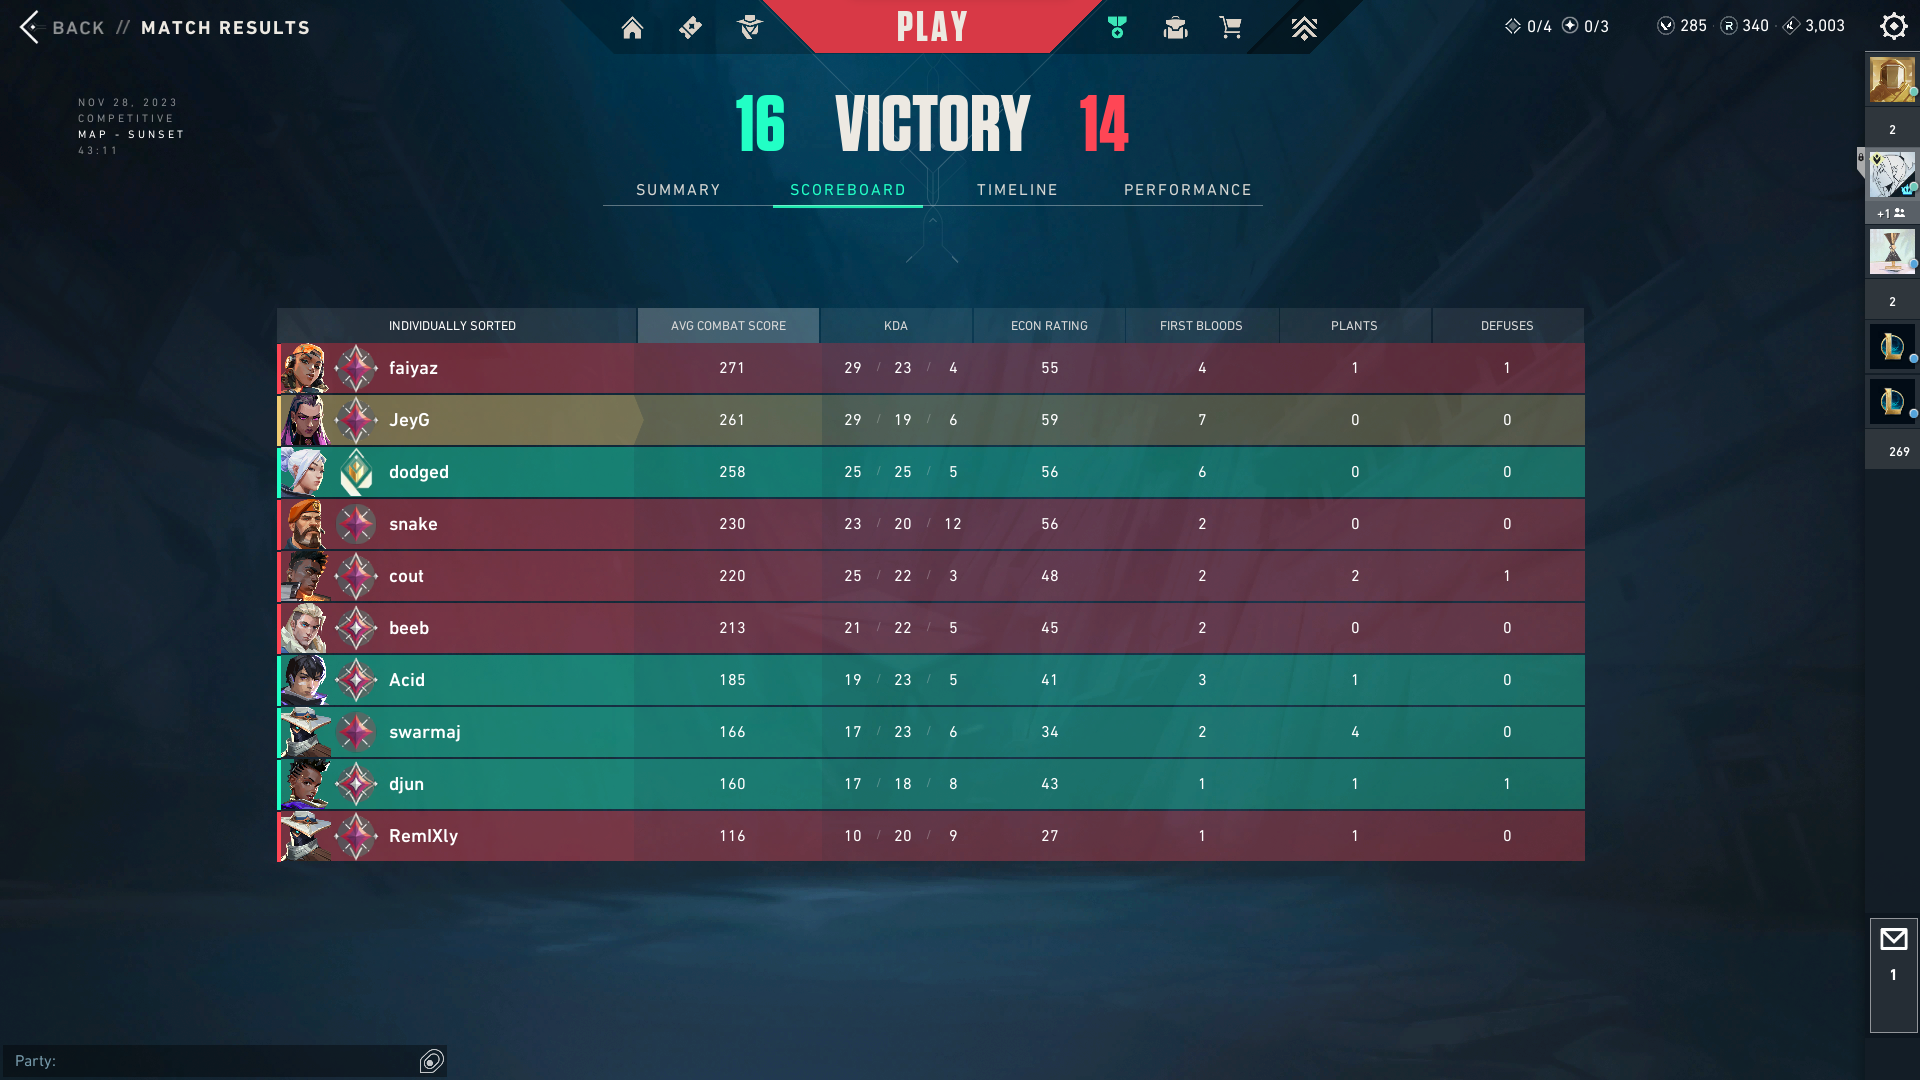 BACK // MATCH RESULTS
PLAY
0/4 0/3 285 340 3,003
NOV 28, 2023
COMPETITIVE
MAP - SUNSET
43:11
16 VICTORY 14
SUMMARY SCOREBOARD TIMELINE PERFORMANCE
INDIVIDUALLY SORTED AVG COMBAT SCORE KDA ECON RATING FIRST BLOODS PLANTS DEFUSES
faiyaz 271 29 / 23 / 4 55 4 1 1
JeyG 261 29 / 19 / 6 59 7 0 0
dodged 258 25 / 25 / 5 56 6 0 0
snake 230 23 / 20 / 12 56 2 0 0
cout 220 25 / 22 / 3 48 2 2 1
beeb 213 21 / 22 / 5 45 2 0 0
Acid 185 19 / 23 / 5 41 3 1 0
swarmaj 166 17 / 23 / 6 34 2 4 0
djun 160 17 / 18 / 8 43 1 1 1
RemIXly 116 10 / 20 / 9 27 1 1 0
2
+1
2
269
1
Party: